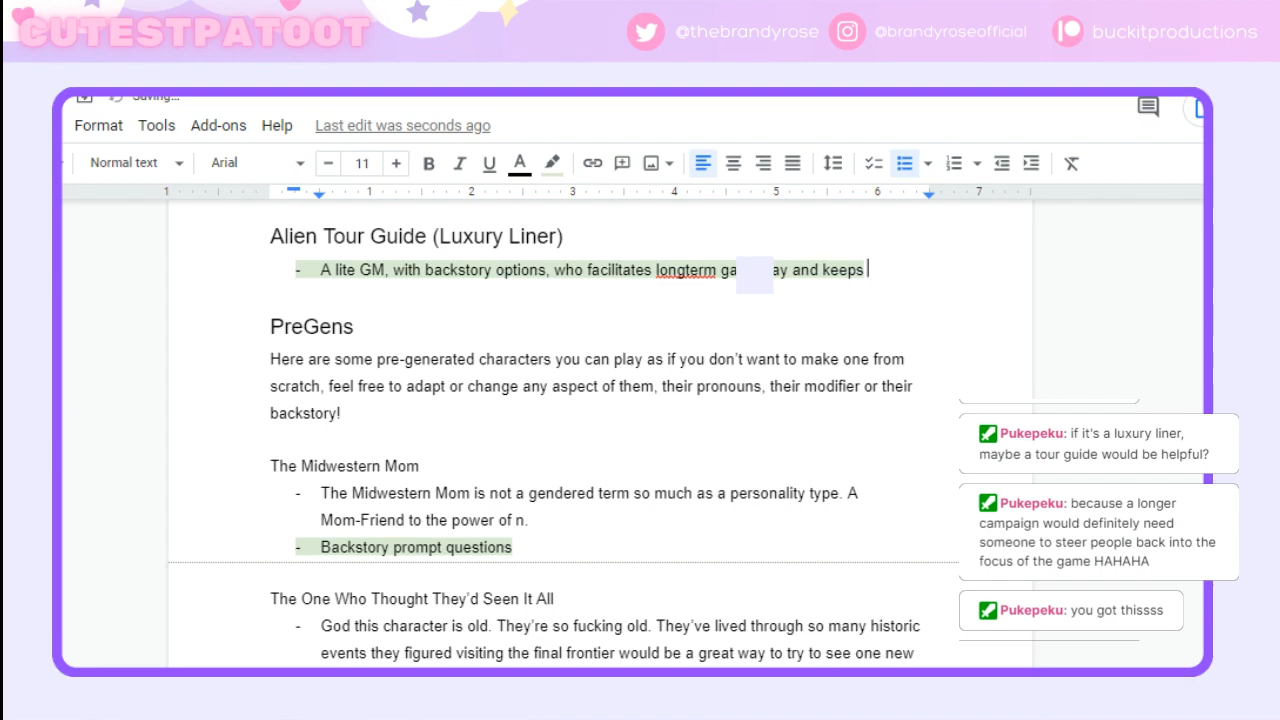 CUTESTPATOOT
@thebrandyrose
@brandyroseofficial
buckitproductions
Saving...
Format Tools Add-ons Help Last edit was seconds ago
Normal text Arial 11 B I U A
1 1 2 3 4 5 6 7
Alien Tour Guide (Luxury Liner)
- A lite GM, with backstory options, who facilitates longterm ga ay and keeps
PreGens
Here are some pre-generated characters you can play as if you don't want to make one from
scratch, feel free to adapt or change any aspect of them, their pronouns, their modifier or their
backstory!
The Midwestern Mom
- The Midwestern Mom is not a gendered term so much as a personality type. A
Mom-Friend to the power of n.
- Backstory prompt questions
The One Who Thought They'd Seen It All
- God this character is old. They're so fucking old. They've lived through so many historic
events they figured visiting the final frontier would be a great way to try to see one new
Pukepeku: if it's a luxury liner,
maybe a tour guide would be helpful?
Pukepeku: because a longer
campaign would definitely need
someone to steer people back into the
focus of the game HAHAHA
Pukepeku: you got thissss